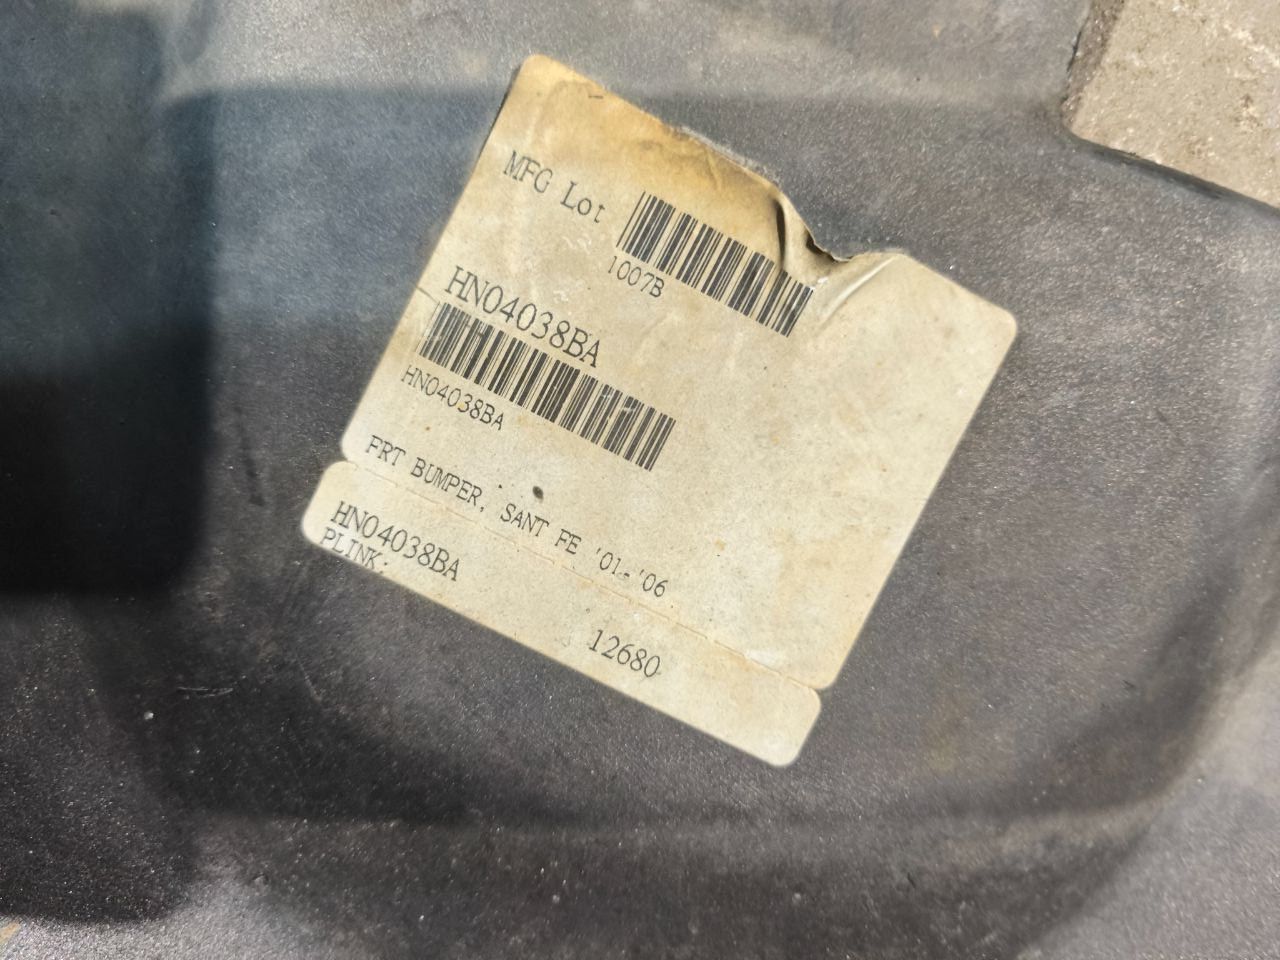 MFG Lot
1007B
HN04038BA
HN04038BA
FRT BUMPER, SANT FE '01-'06
HN04038BA
PLINK:
12680